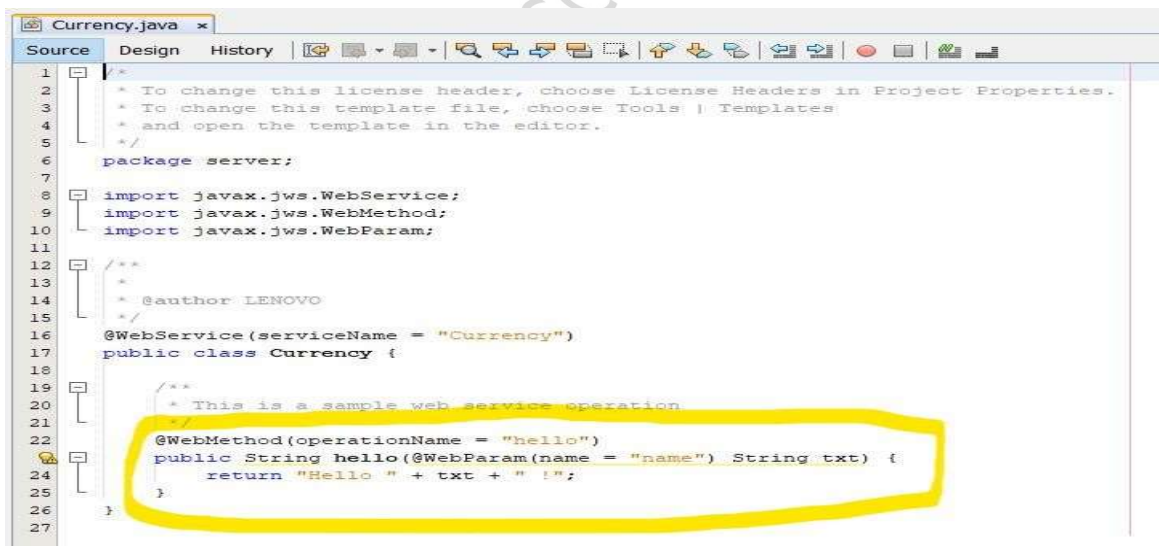 Currency.java ×
Source Design History
1 /*
2 * To change this license header, choose License Headers in Project Properties.
3 * To change this template file, choose Tools | Templates
4 * and open the template in the editor.
5 */
6 package server;
7
8 import javax.jws.WebService;
9 import javax.jws.WebMethod;
10 import javax.jws.WebParam;
11
12 /**
13 *
14 * @author LENOVO
15 */
16 @WebService(serviceName = "Currency")
17 public class Currency {
18
19 /**
20 * This is a sample web service operation
21 */
22 @WebMethod(operationName = "hello")
public String hello(@WebParam(name = "name") String txt) {
24 return "Hello " + txt + " !";
25 }
26 }
27